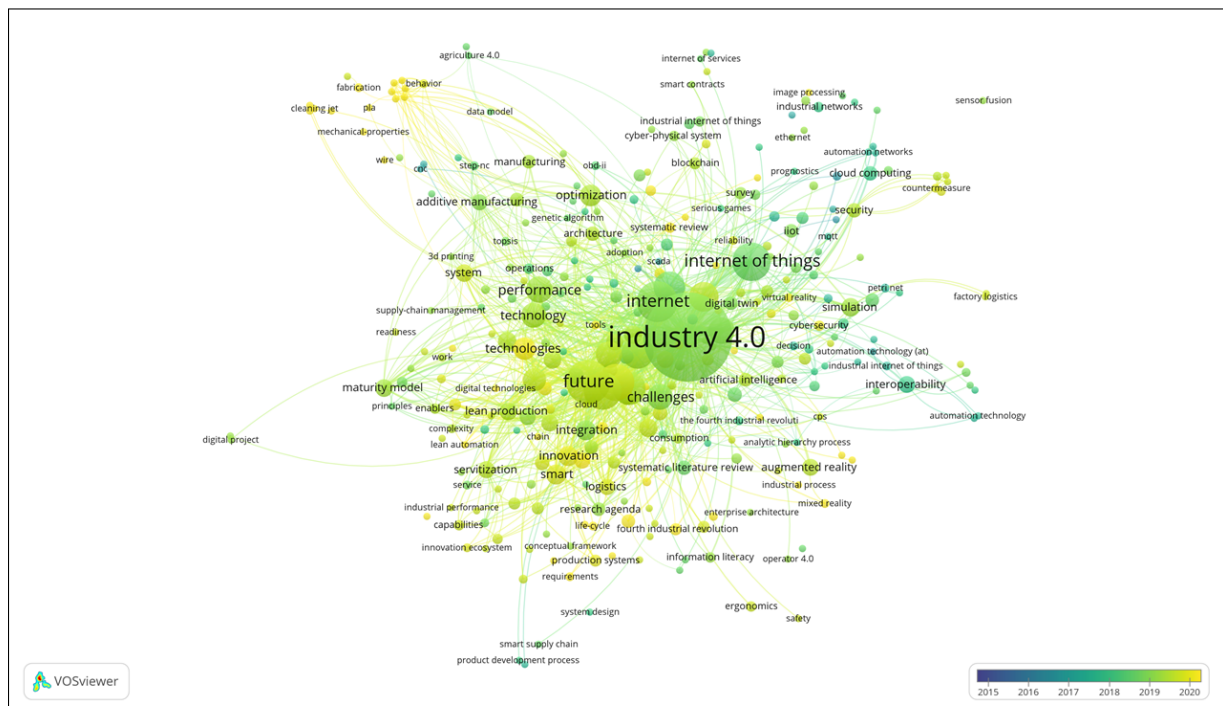 agriculture 4.0
internet of services
behavior
fabrication
smart contracts
image processing
sensor fusion
cleaning jet
pla
data model
industrial networks
industrial internet of things
mechanical-properties
cyber-physical system
ethernet
automation networks
wire
cnc
step-nc
manufacturing
obd-ii
blockchain
prognostics
cloud computing
countermeasure
additive manufacturing
optimization
survey
serious games
security
genetic algorithm
architecture
systematic review
iiot
mqtt
topsis
reliability
3d printing
adoption
scada
internet of things
system
operations
performance
internet
digital twin
virtual reality
petri net
factory logistics
supply-chain management
technology
simulation
tools
industry 4.0
cybersecurity
readiness
technologies
decision
automation technology (at)
work
industrial internet of things
maturity model
digital technologies
future
artificial intelligence
interoperability
challenges
principles
enablers
lean production
cloud
cps
automation technology
complexity
integration
the fourth industrial revoluti
digital project
lean automation
chain
consumption
analytic hierarchy process
innovation
servitization
smart
systematic literature review
augmented reality
service
logistics
industrial process
industrial performance
research agenda
mixed reality
enterprise architecture
capabilities
life-cycle
fourth industrial revolution
innovation ecosystem
conceptual framework
production systems
information literacy
operator 4.0
requirements
system design
ergonomics
safety
smart supply chain
product development process
VOSviewer
2015 2016 2017 2018 2019 2020